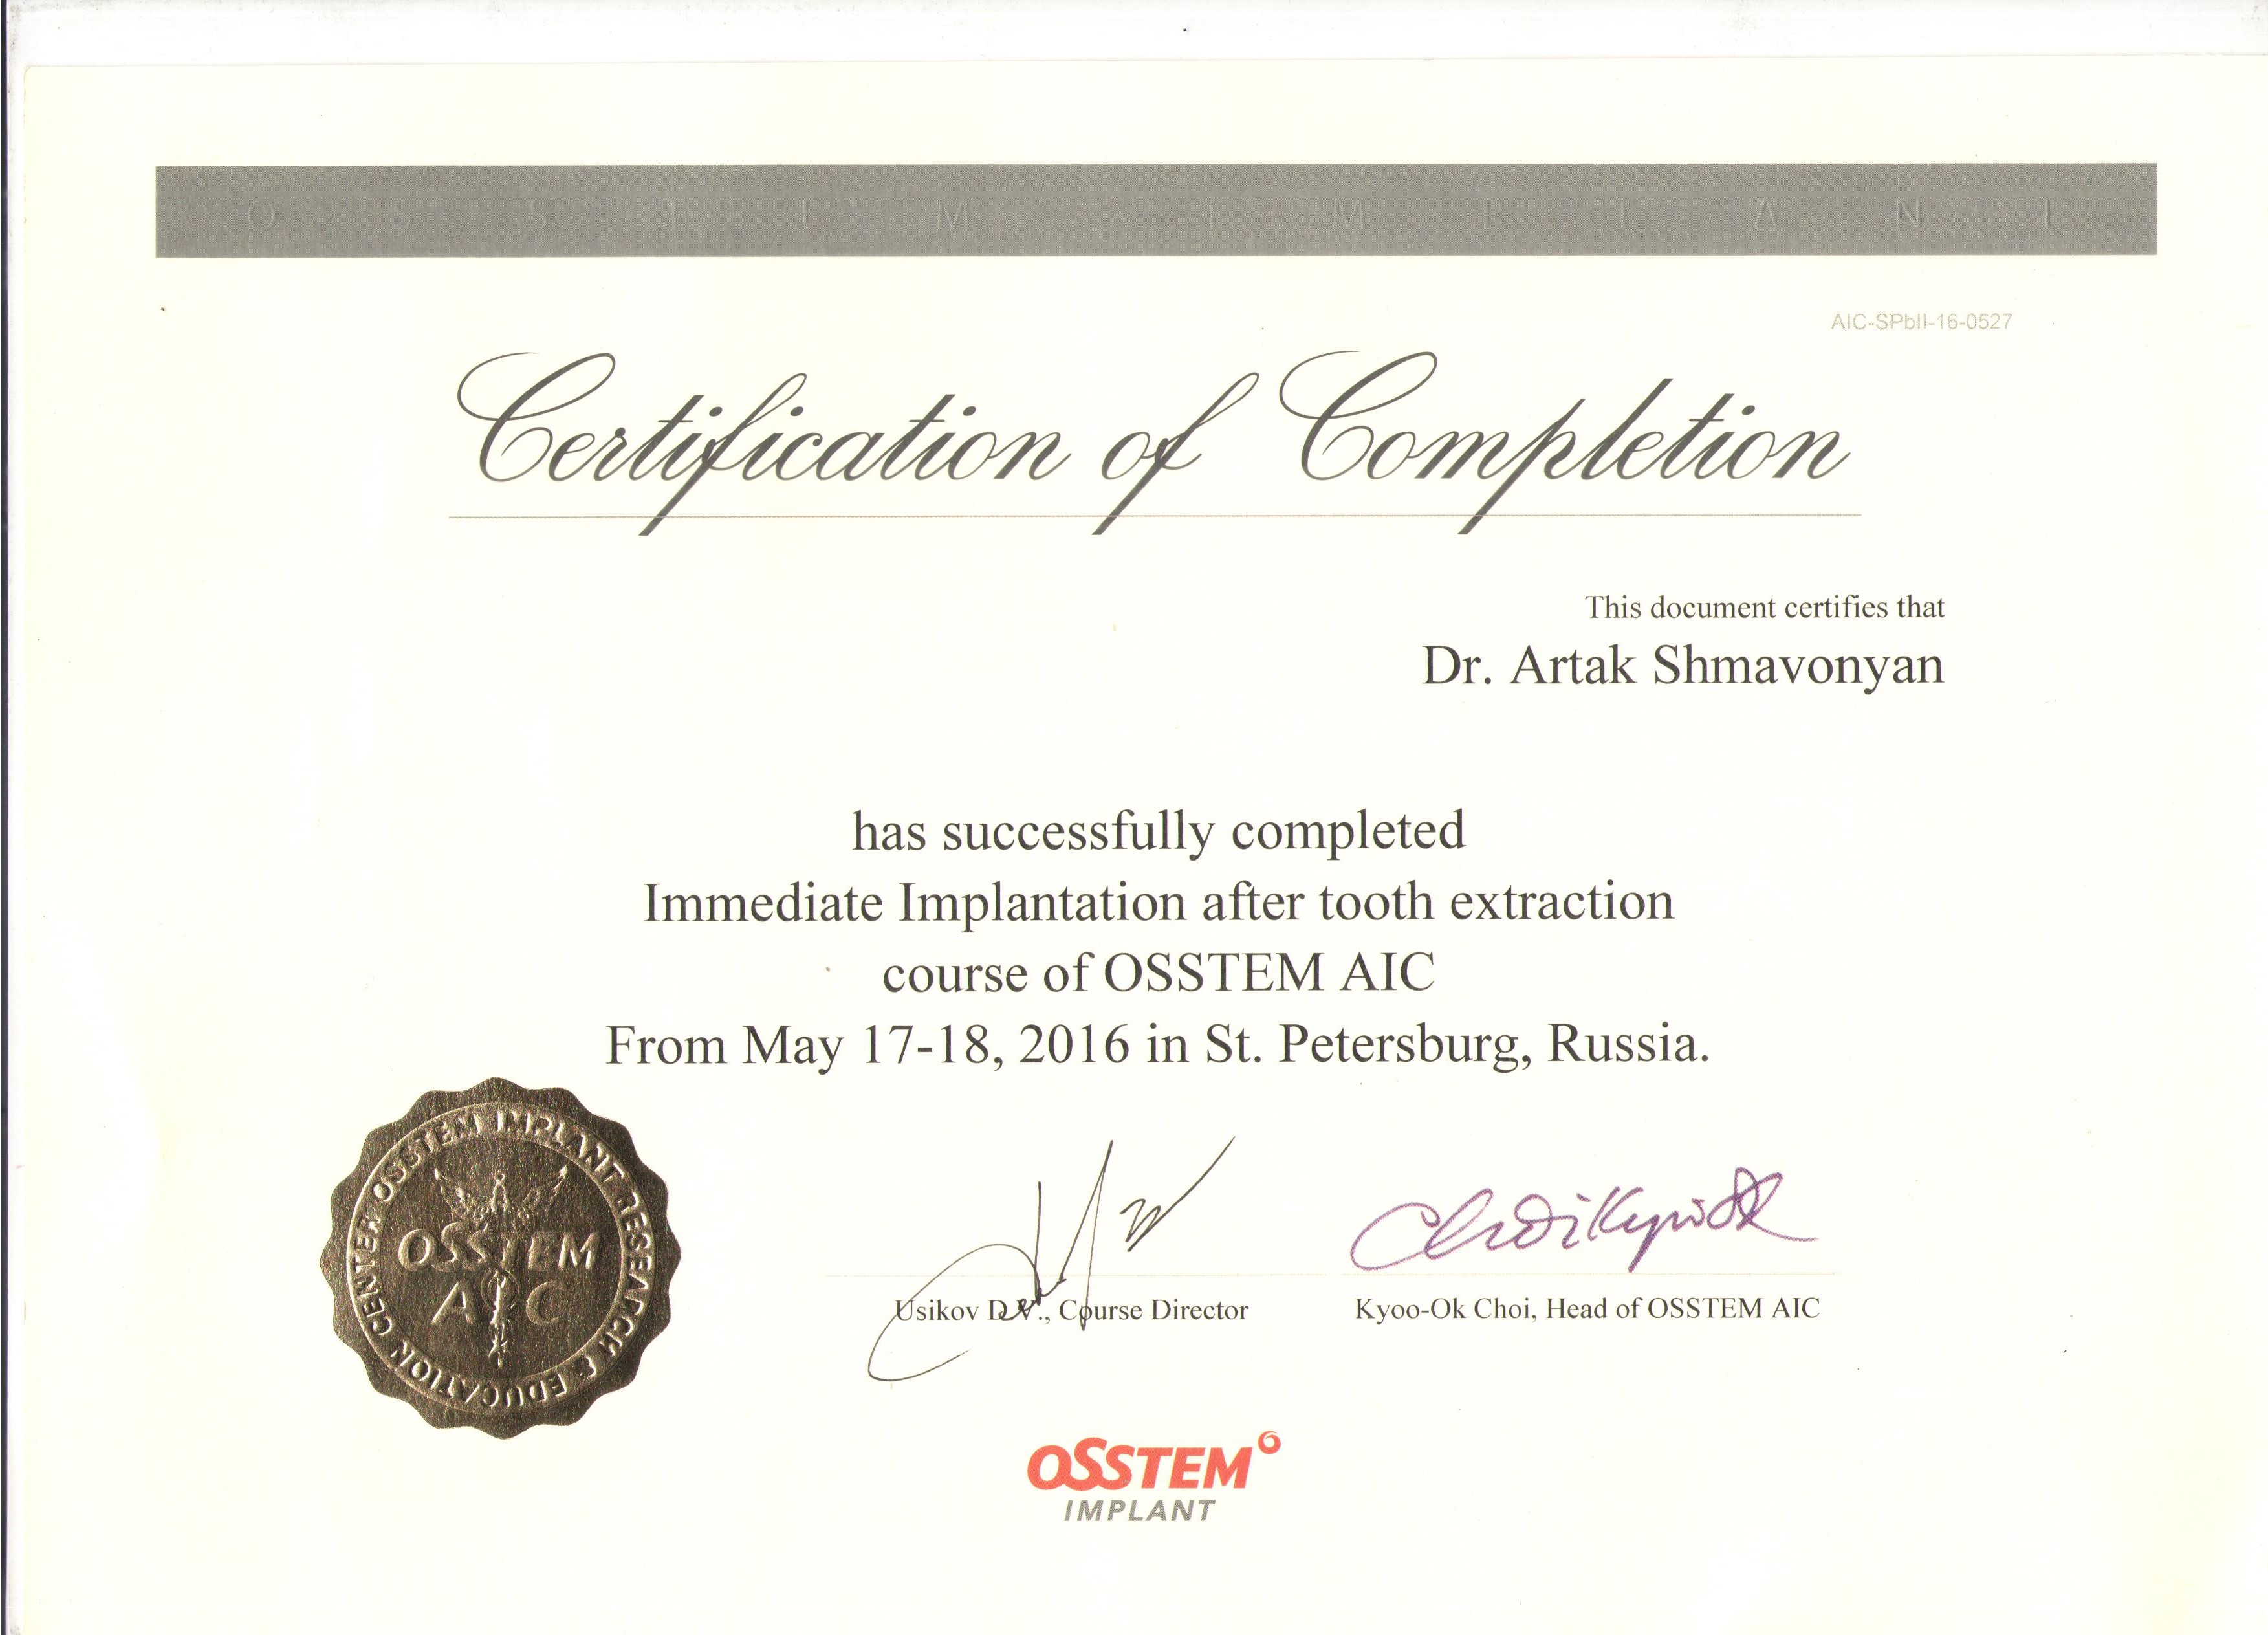 OSSTEM IMPLANT
AIC-SPbII-16-0527
Certification of Completion
This document certifies that
Dr. Artak Shmavonyan
has successfully completed
Immediate Implantation after tooth extraction
course of OSSTEM AIC
From May 17-18, 2016 in St. Petersburg, Russia.
OSSTEM IMPLANT RESEARCH & EDUCATION CENTER
OSSTEM
AIC
Usikov D.V., Course Director
Kyoo-Ok Choi, Head of OSSTEM AIC
OSSTEM
IMPLANT